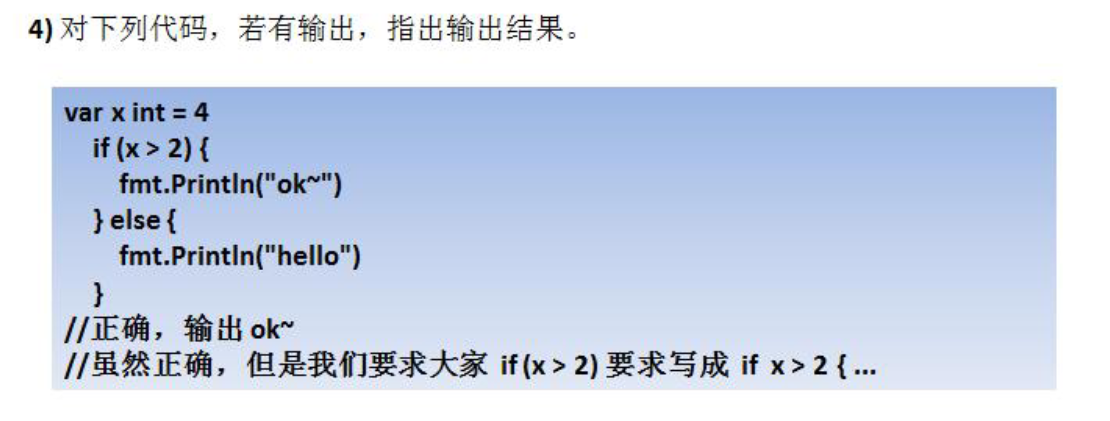 4) 对下列代码，若有输出，指出输出结果。
var x int = 4
if (x > 2) {
fmt.Println("ok~")
} else {
fmt.Println("hello")
}
//正确，输出 ok~
//虽然正确，但是我们要求大家 if (x > 2) 要求写成 if x > 2 { ...